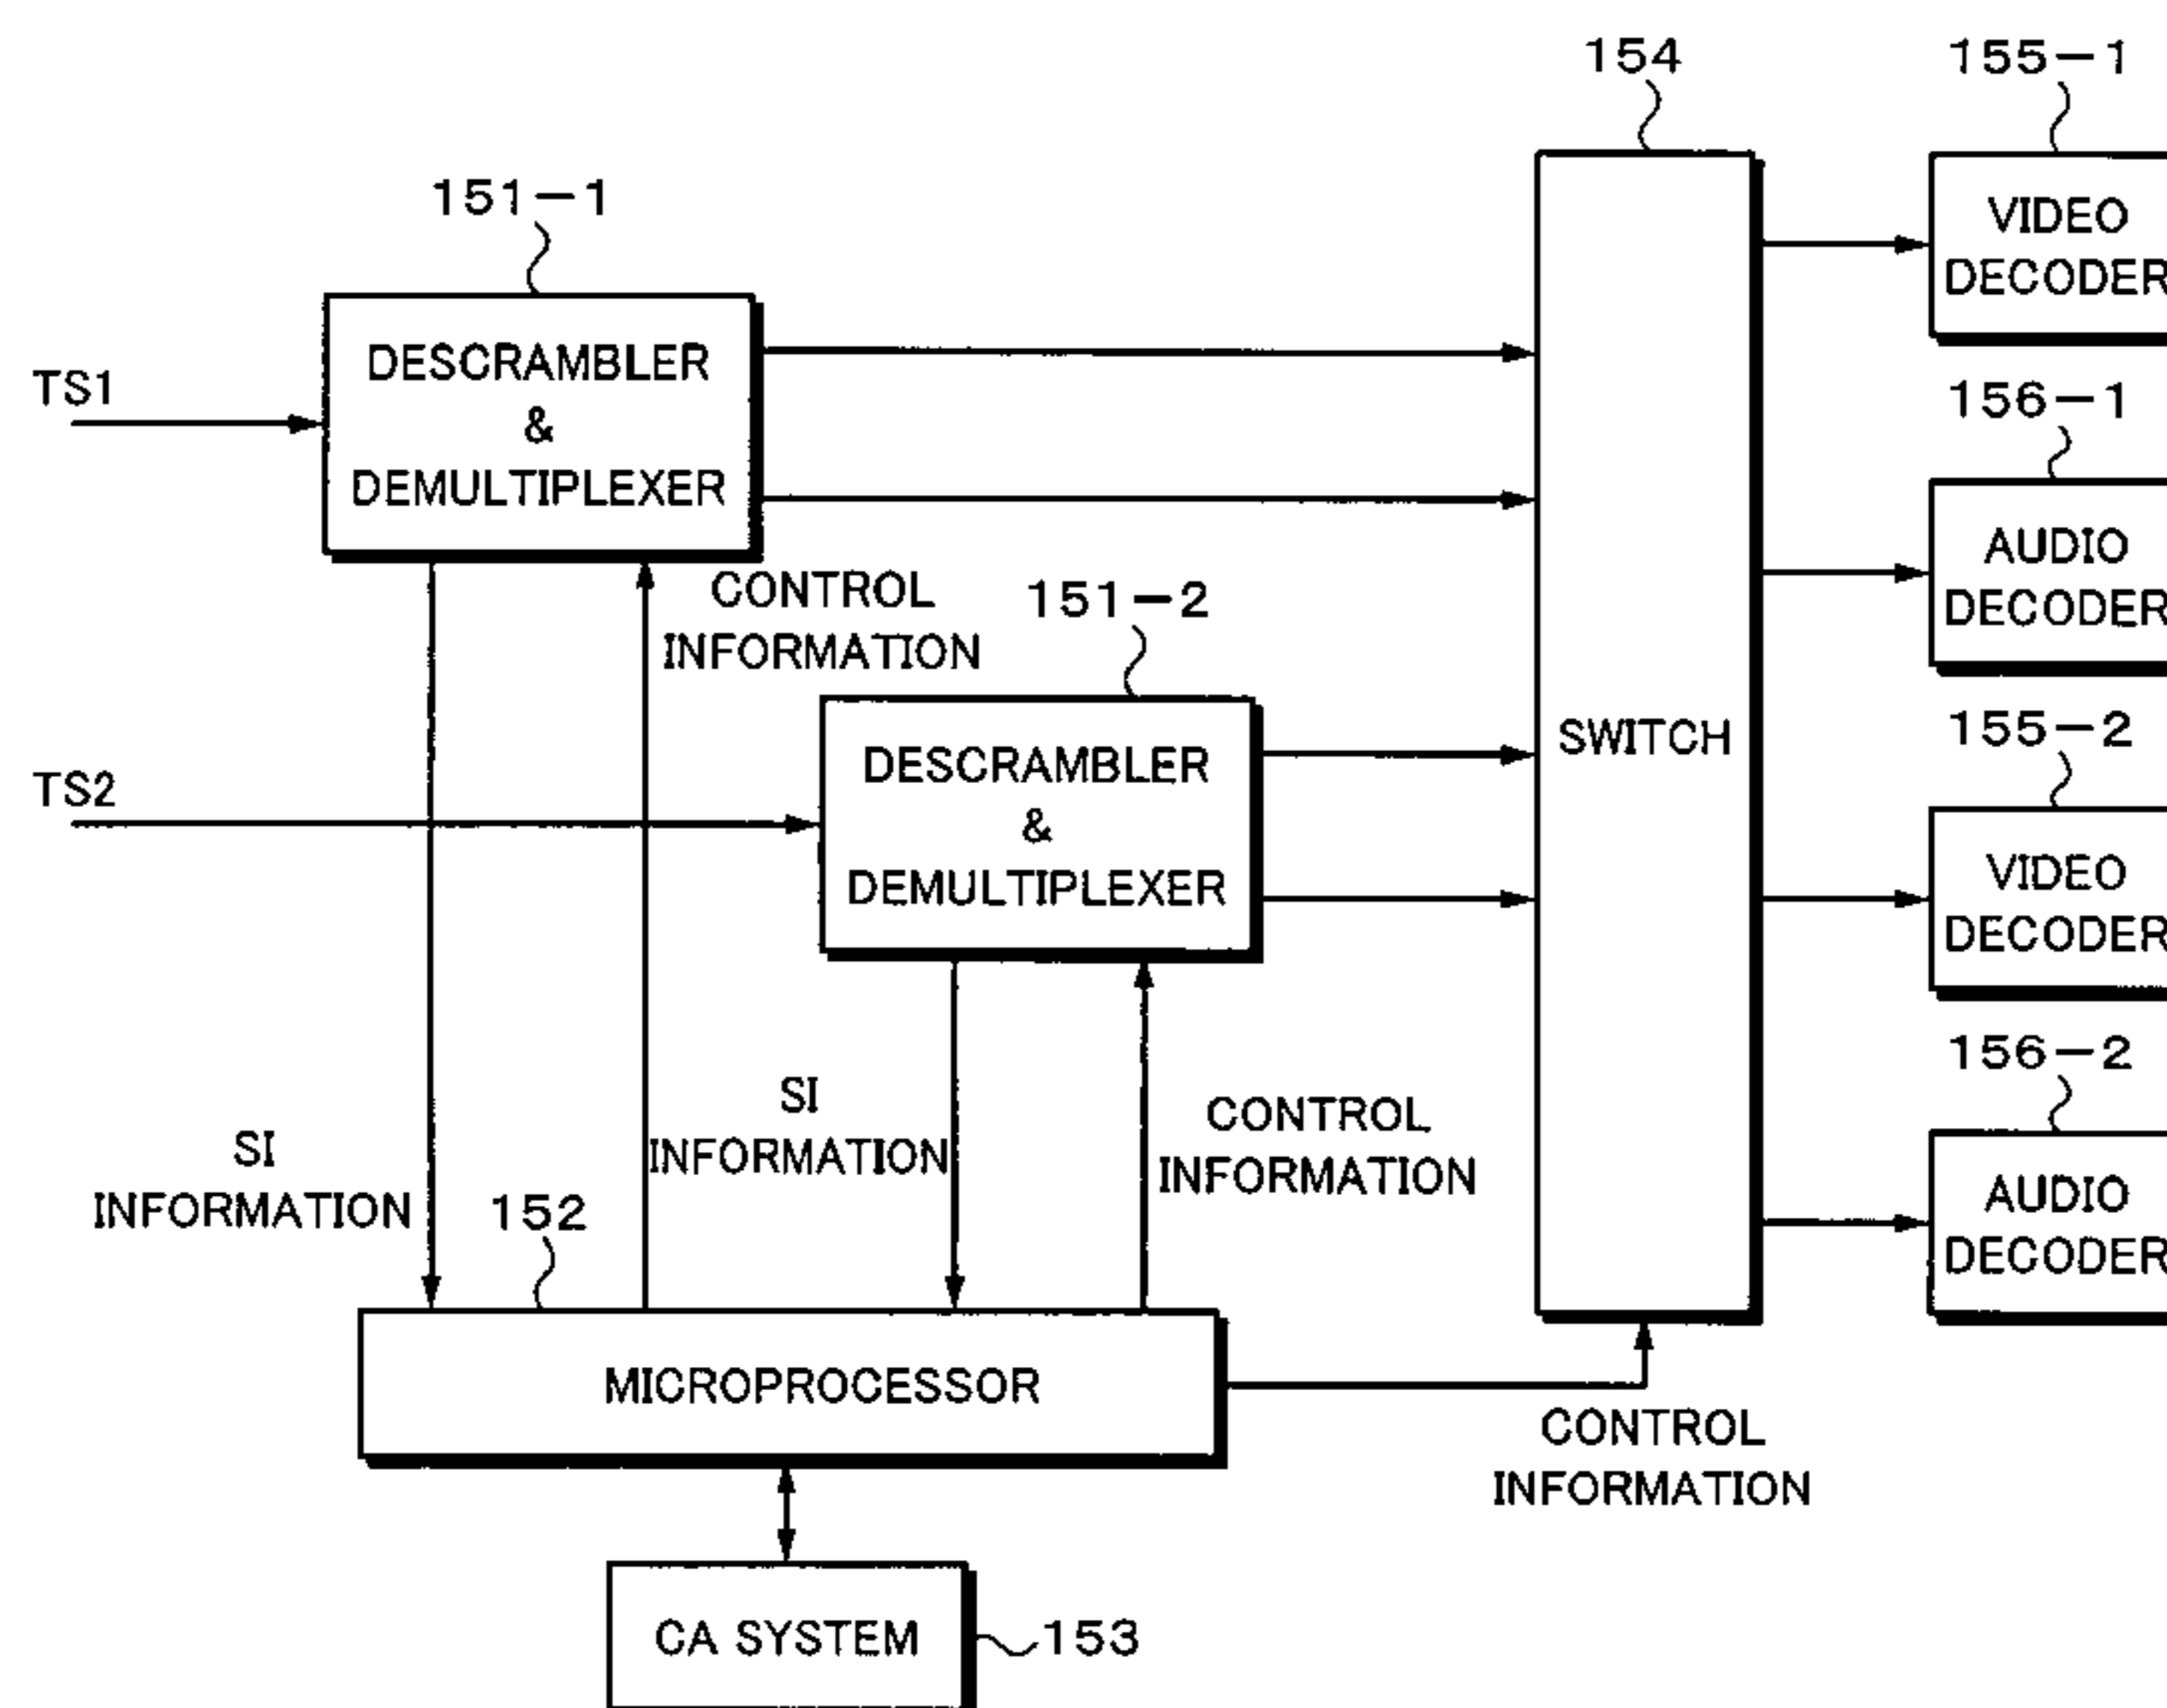 154
155-1
151-1
VIDEO
DECODER
DESCRAMBLER
&
DEMULTIPLEXER
TS1
156-1
AUDIO
DECODER
CONTROL
INFORMATION
151-2
155-2
SWITCH
DESCRAMBLER
&
DEMULTIPLEXER
TS2
VIDEO
DECODER
156-2
SI
INFORMATION
CONTROL
INFORMATION
SI
INFORMATION
152
AUDIO
DECODER
MICROPROCESSOR
CONTROL
INFORMATION
CA SYSTEM
153